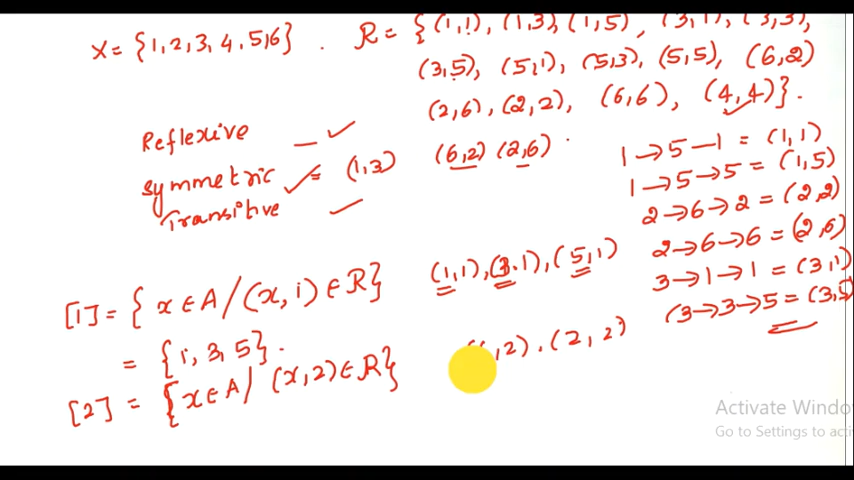 X = {1,2,3,4,5,6} . R = {(1,1), (1,3), (1,5), (3,1), (3,3),
(3,5), (5,1), (5,3), (5,5), (6,2)
(2,6), (2,2), (6,6), (4,4)}.
Reflexive — ✓
(6,2) (2,6) .
Symmetric ✓ = (1,3)
Transitive ✓
1→5—1 = (1,1)
1→5→5 = (1,5)
2→6→2 = (2,2)
2→6→6 = (2,6)
3→1→1 = (3,1)
(3→3→5 = (3,5)
[1] = { x ∈ A / (x,1) ∈ R} (1,1), (3,1), (5,1)
= {1, 3, 5}.
[2] = {x ∈ A / (x,2) ∈ R} ,2) . (2, 2)
Activate Windo
Go to Settings to acti